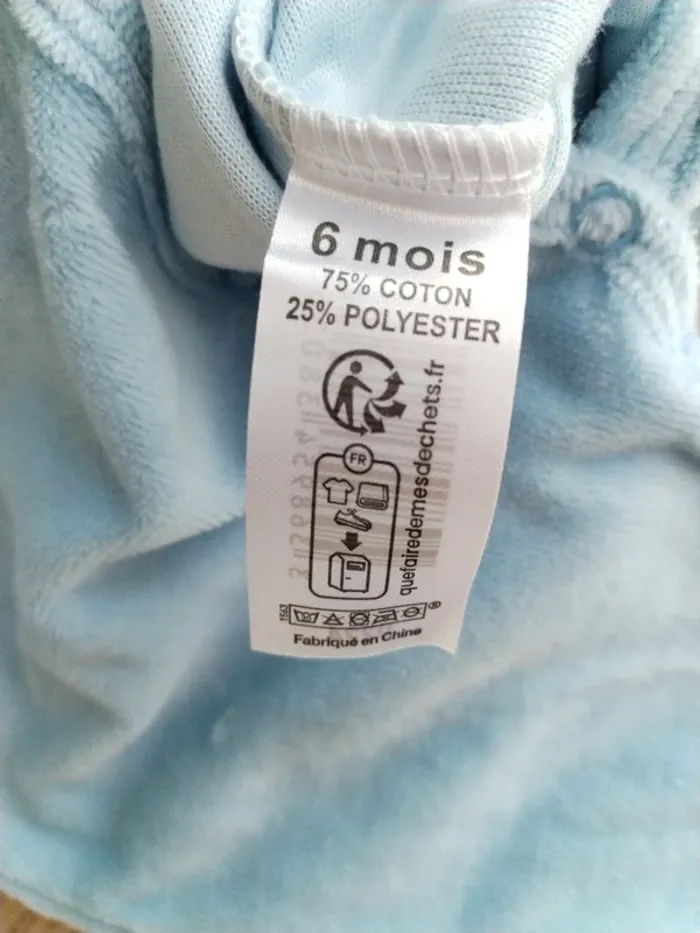 6 mois
75% COTON
25% POLYESTER
quefairedemesdechets.fr
FR
Fabriqué en Chine